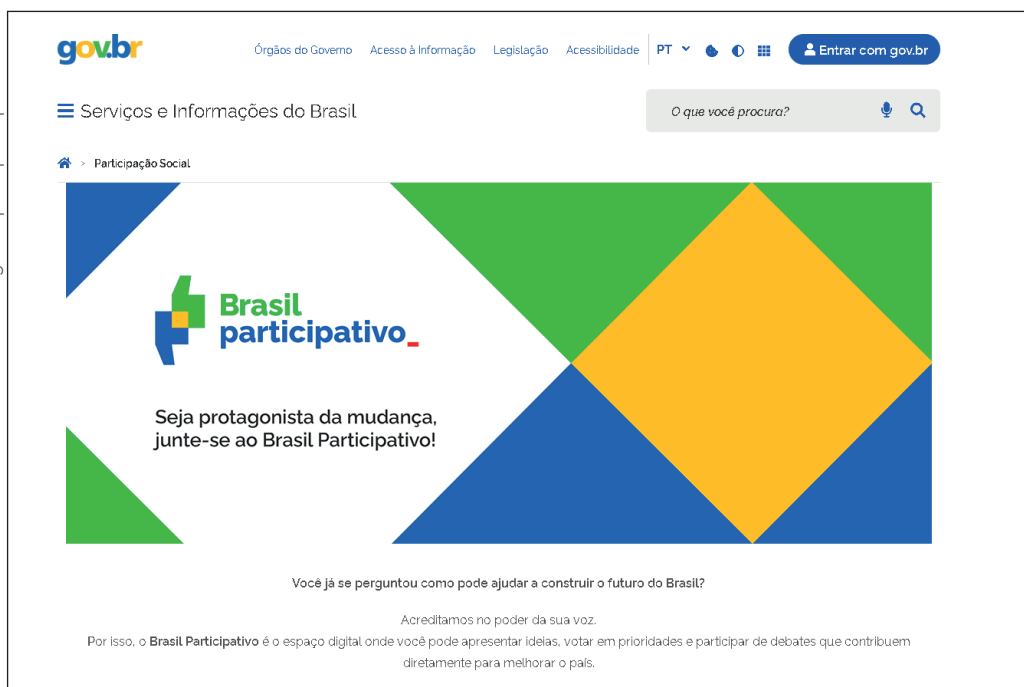 gov.br
Órgãos do Governo Acesso à Informação Legislação Acessibilidade PT Entrar com gov.br
Serviços e Informações do Brasil
O que você procura?
> Participação Social
Brasil
participativo_
Seja protagonista da mudança,
junte-se ao Brasil Participativo!
Você já se perguntou como pode ajudar a construir o futuro do Brasil?
Acreditamos no poder da sua voz.
Por isso, o Brasil Participativo é o espaço digital onde você pode apresentar ideias, votar em prioridades e participar de debates que contribuem
diretamente para melhorar o país.